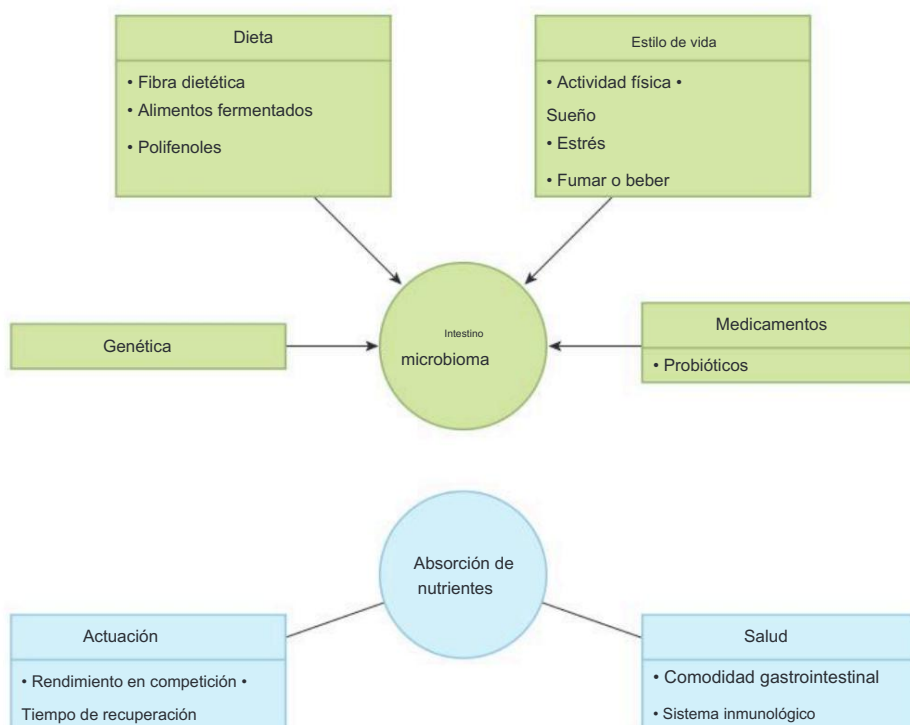 Dieta
• Fibra dietética
• Alimentos fermentados
• Polifenoles
Estilo de vida
• Actividad física •
Sueño
• Estrés
• Fumar o beber
Genética
Intestino
microbioma
Medicamentos
• Probióticos
Absorción de
nutrientes
Actuación
• Rendimiento en competición •
Tiempo de recuperación
Salud
• Comodidad gastrointestinal
• Sistema inmunológico